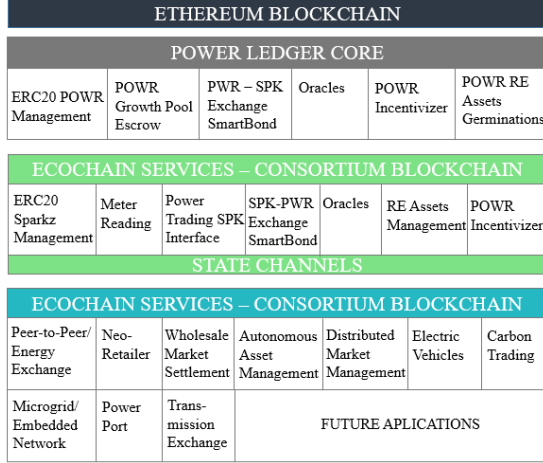 ETHEREUM BLOCKCHAIN
POWER LEDGER CORE
ERC20 POWR
Management
POWR
Growth Pool
Escrow
PWR – SPK
Exchange
SmartBond
Oracles
POWR
Incentivizer
POWR RE
Assets
Germinations
ECOCHAIN SERVICES – CONSORTIUM BLOCKCHAIN
ERC20
Sparkz
Management
Meter
Reading
Power
Trading SPK
Interface
SPK-PWR
Exchange
SmartBond
Oracles
RE Assets
Management
POWR
Incentivizer
STATE CHANNELS
ECOCHAIN SERVICES – CONSORTIUM BLOCKCHAIN
Peer-to-Peer/
Energy
Exchange
Neo-
Retailer
Wholesale
Market
Settlement
Autonomous
Asset
Management
Distributed
Market
Management
Electric
Vehicles
Carbon
Trading
Microgrid/
Embedded
Network
Power
Port
Trans-
mission
Exchange
FUTURE APLICATIONS